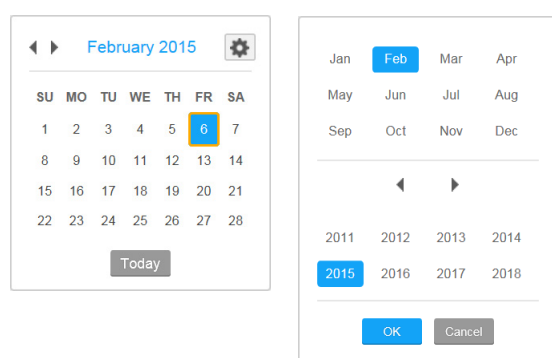 February 2015
SU MO TU WE TH FR SA
1 2 3 4 5 6 7
8 9 10 11 12 13 14
15 16 17 18 19 20 21
22 23 24 25 26 27 28
Today
Jan Feb Mar Apr
May Jun Jul Aug
Sep Oct Nov Dec
2011 2012 2013 2014
2015 2016 2017 2018
OK Cancel